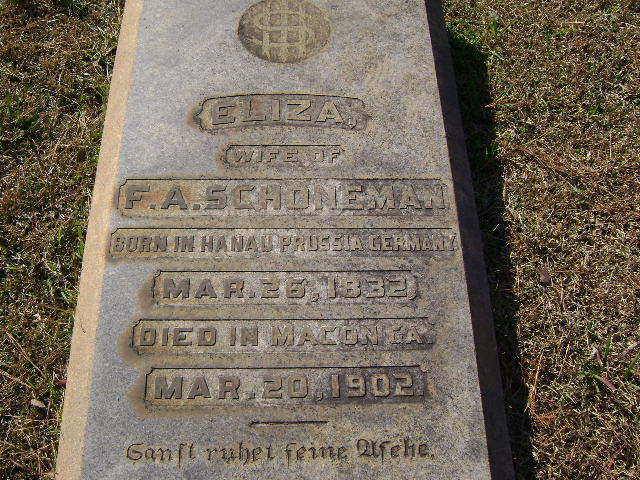 IHS
ELIZA,
WIFE OF
F.A. SCHONEMAN
BORN IN HANAU PRUSSIA GERMANY
MAR. 26, 1832
DIED IN MACON GA.
MAR. 20, 1902.
Sanft ruhet seine Asche.